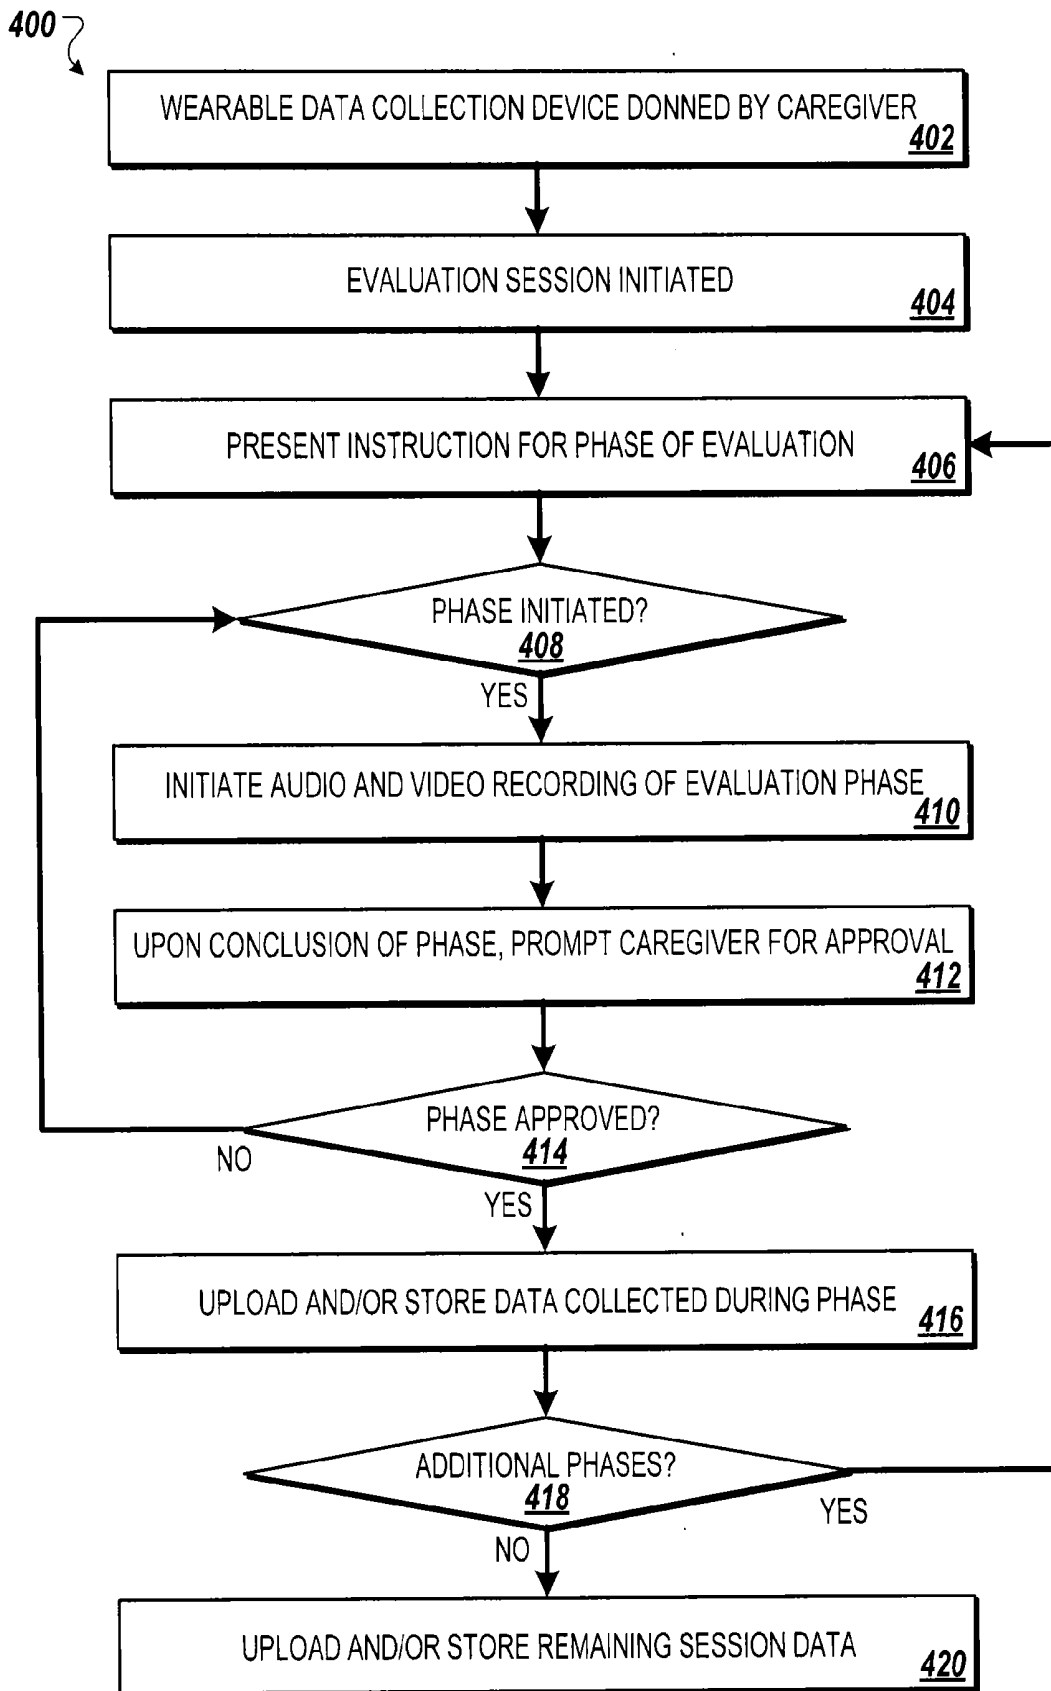 400
WEARABLE DATA COLLECTION DEVICE DONNED BY CAREGIVER
402
EVALUATION SESSION INITIATED
404
PRESENT INSTRUCTION FOR PHASE OF EVALUATION
406
PHASE INITIATED?
408
YES
INITIATE AUDIO AND VIDEO RECORDING OF EVALUATION PHASE
410
UPON CONCLUSION OF PHASE, PROMPT CAREGIVER FOR APPROVAL
412
PHASE APPROVED?
414
NO
YES
UPLOAD AND/OR STORE DATA COLLECTED DURING PHASE
416
ADDITIONAL PHASES?
418
YES
NO
UPLOAD AND/OR STORE REMAINING SESSION DATA
420